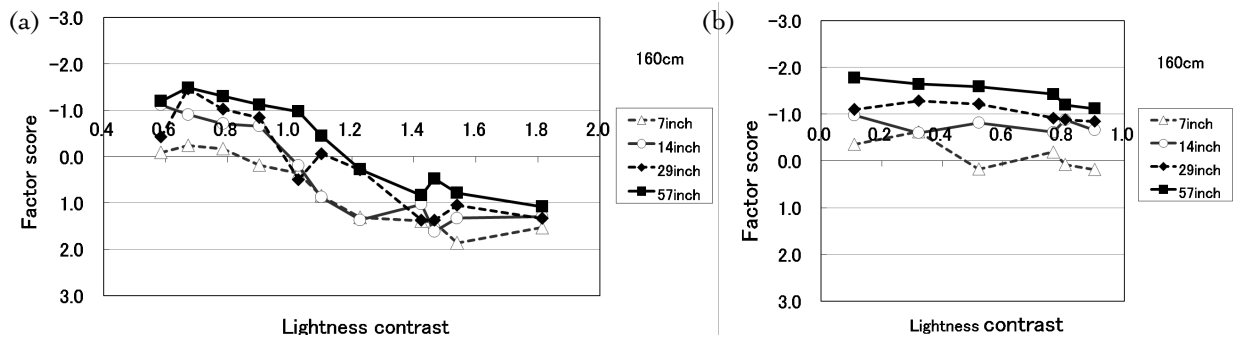 (a)
-3.0
-2.0
-1.0
0.0
1.0
2.0
3.0
0.4 0.6 0.8 1.0 1.2 1.4 1.6 1.8 2.0
Factor score
Lightness contrast
160cm
7inch
14inch
29inch
57inch
(b)
-3.0
-2.0
-1.0
0.0
1.0
2.0
3.0
0.0 0.2 0.4 0.6 0.8 1.0
Factor score
Lightness contrast
160cm
7inch
14inch
29inch
57inch